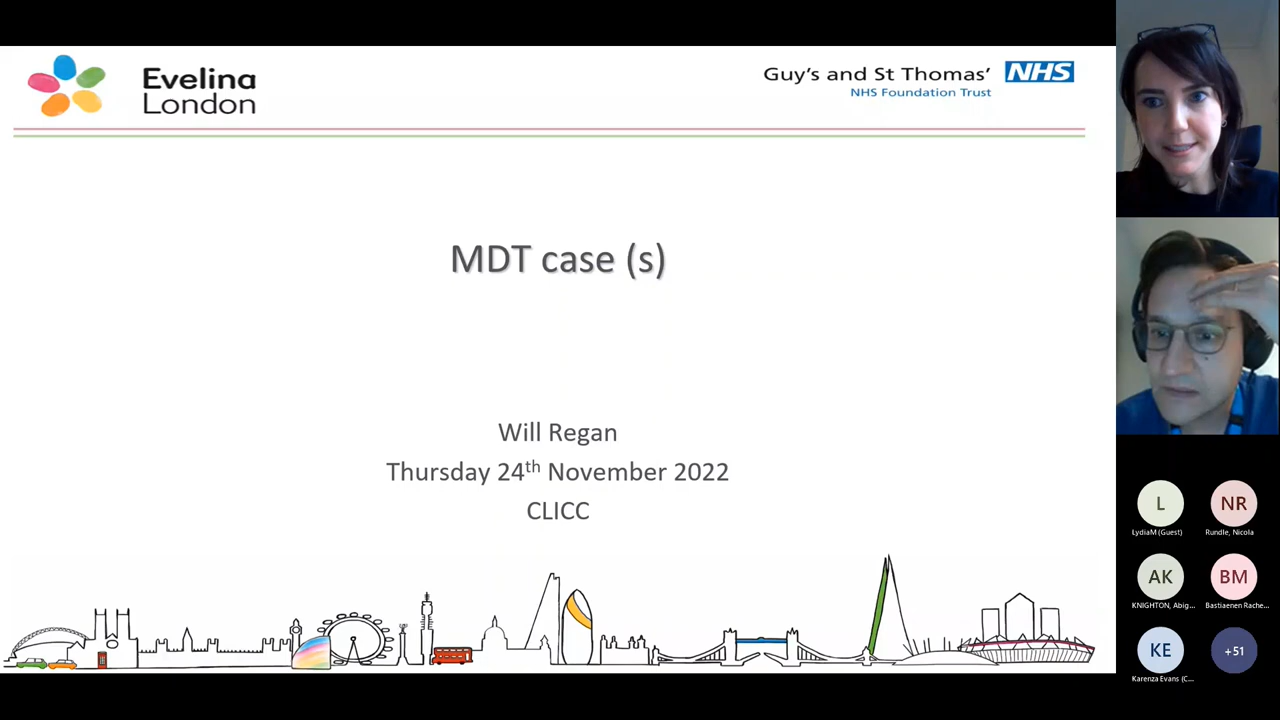 Evelina
London
Guy's and St Thomas' NHS
NHS Foundation Trust
MDT case (s)
Will Regan
Thursday 24th November 2022
CLICC
L
NR
LydiaM (Guest)
Rundle, Nicola
AK
BM
KNIGHTON, Abig...
Bastiaenen Rache...
KE
+51
Karenza Evans (C...